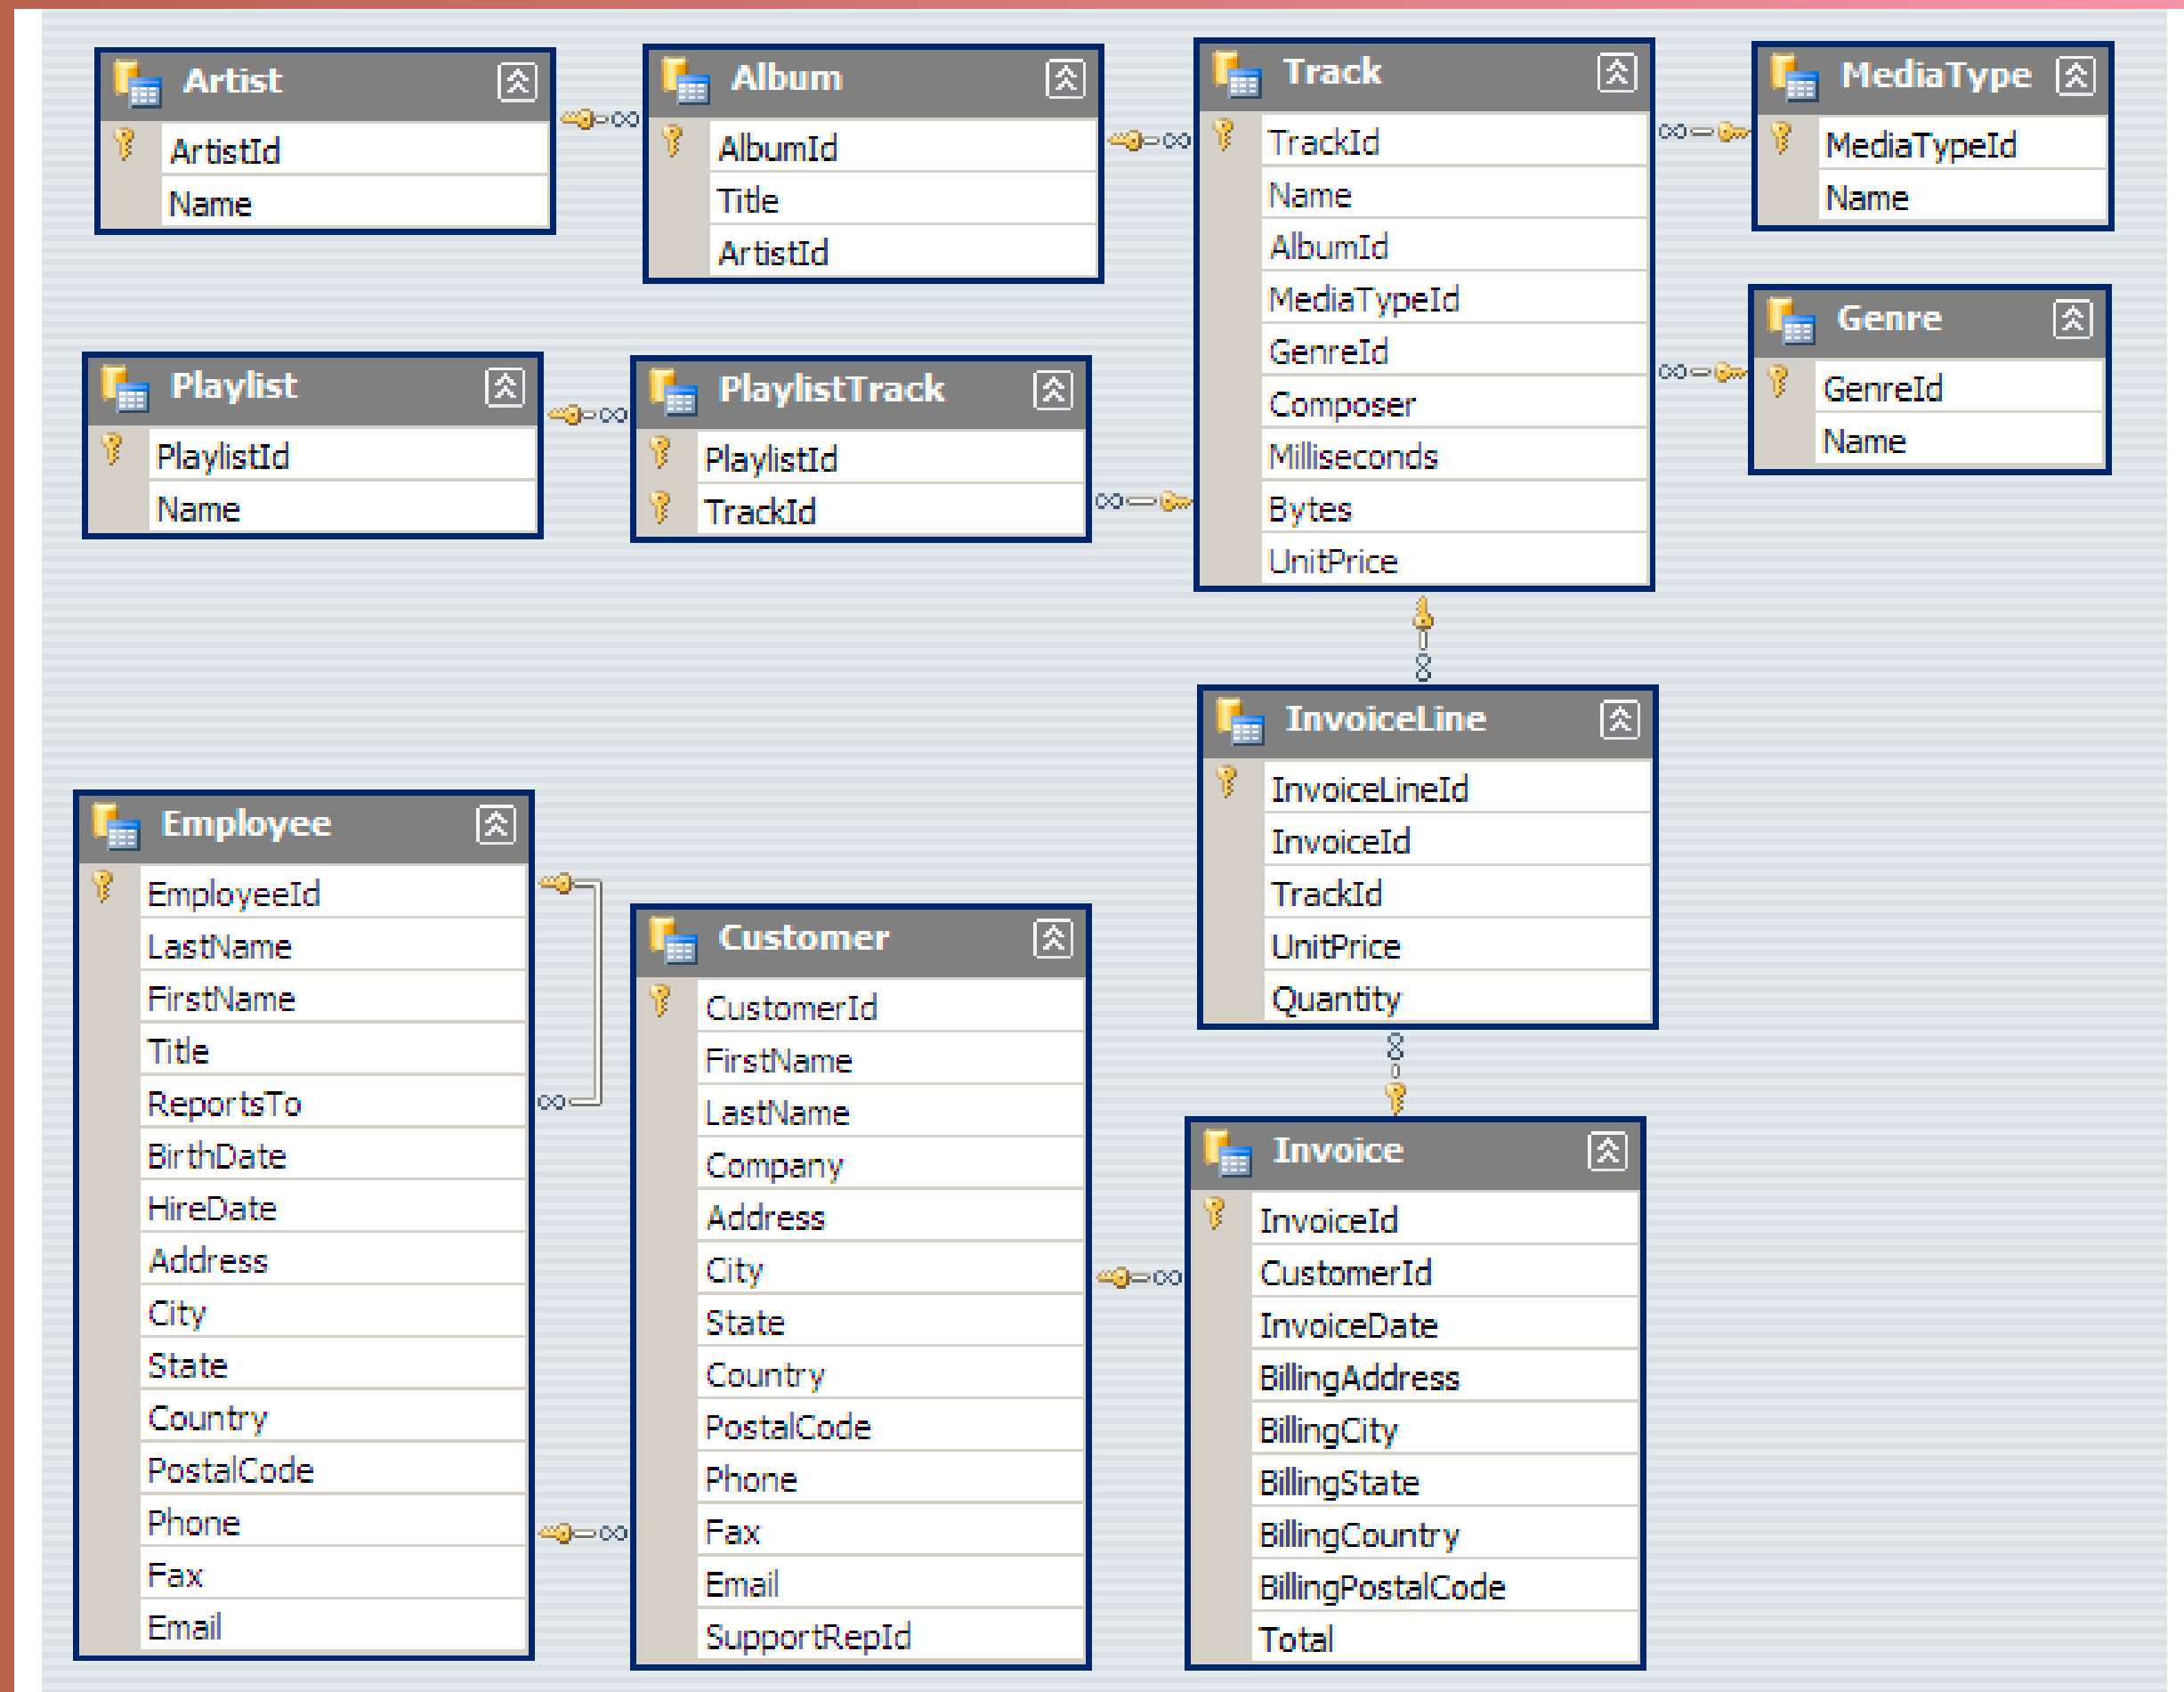 Artist
ArtistId
Name
Album
AlbumId
Title
ArtistId
Track
TrackId
Name
AlbumId
MediaTypeId
GenreId
Composer
Milliseconds
Bytes
UnitPrice
MediaType
MediaTypeId
Name
Genre
GenreId
Name
Playlist
PlaylistId
Name
PlaylistTrack
PlaylistId
TrackId
InvoiceLine
InvoiceLineId
InvoiceId
TrackId
UnitPrice
Quantity
Employee
EmployeeId
LastName
FirstName
Title
ReportsTo
BirthDate
HireDate
Address
City
State
Country
PostalCode
Phone
Fax
Email
Customer
CustomerId
FirstName
LastName
Company
Address
City
State
Country
PostalCode
Phone
Fax
Email
SupportRepId
Invoice
InvoiceId
CustomerId
InvoiceDate
BillingAddress
BillingCity
BillingState
BillingCountry
BillingPostalCode
Total